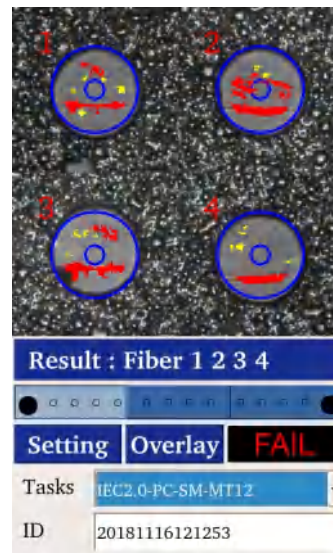 1 2
3 4
Result : Fiber 1 2 3 4
Setting Overlay FAIL
Tasks IEC2.0-PC-SM-MT12
ID 20181116121253